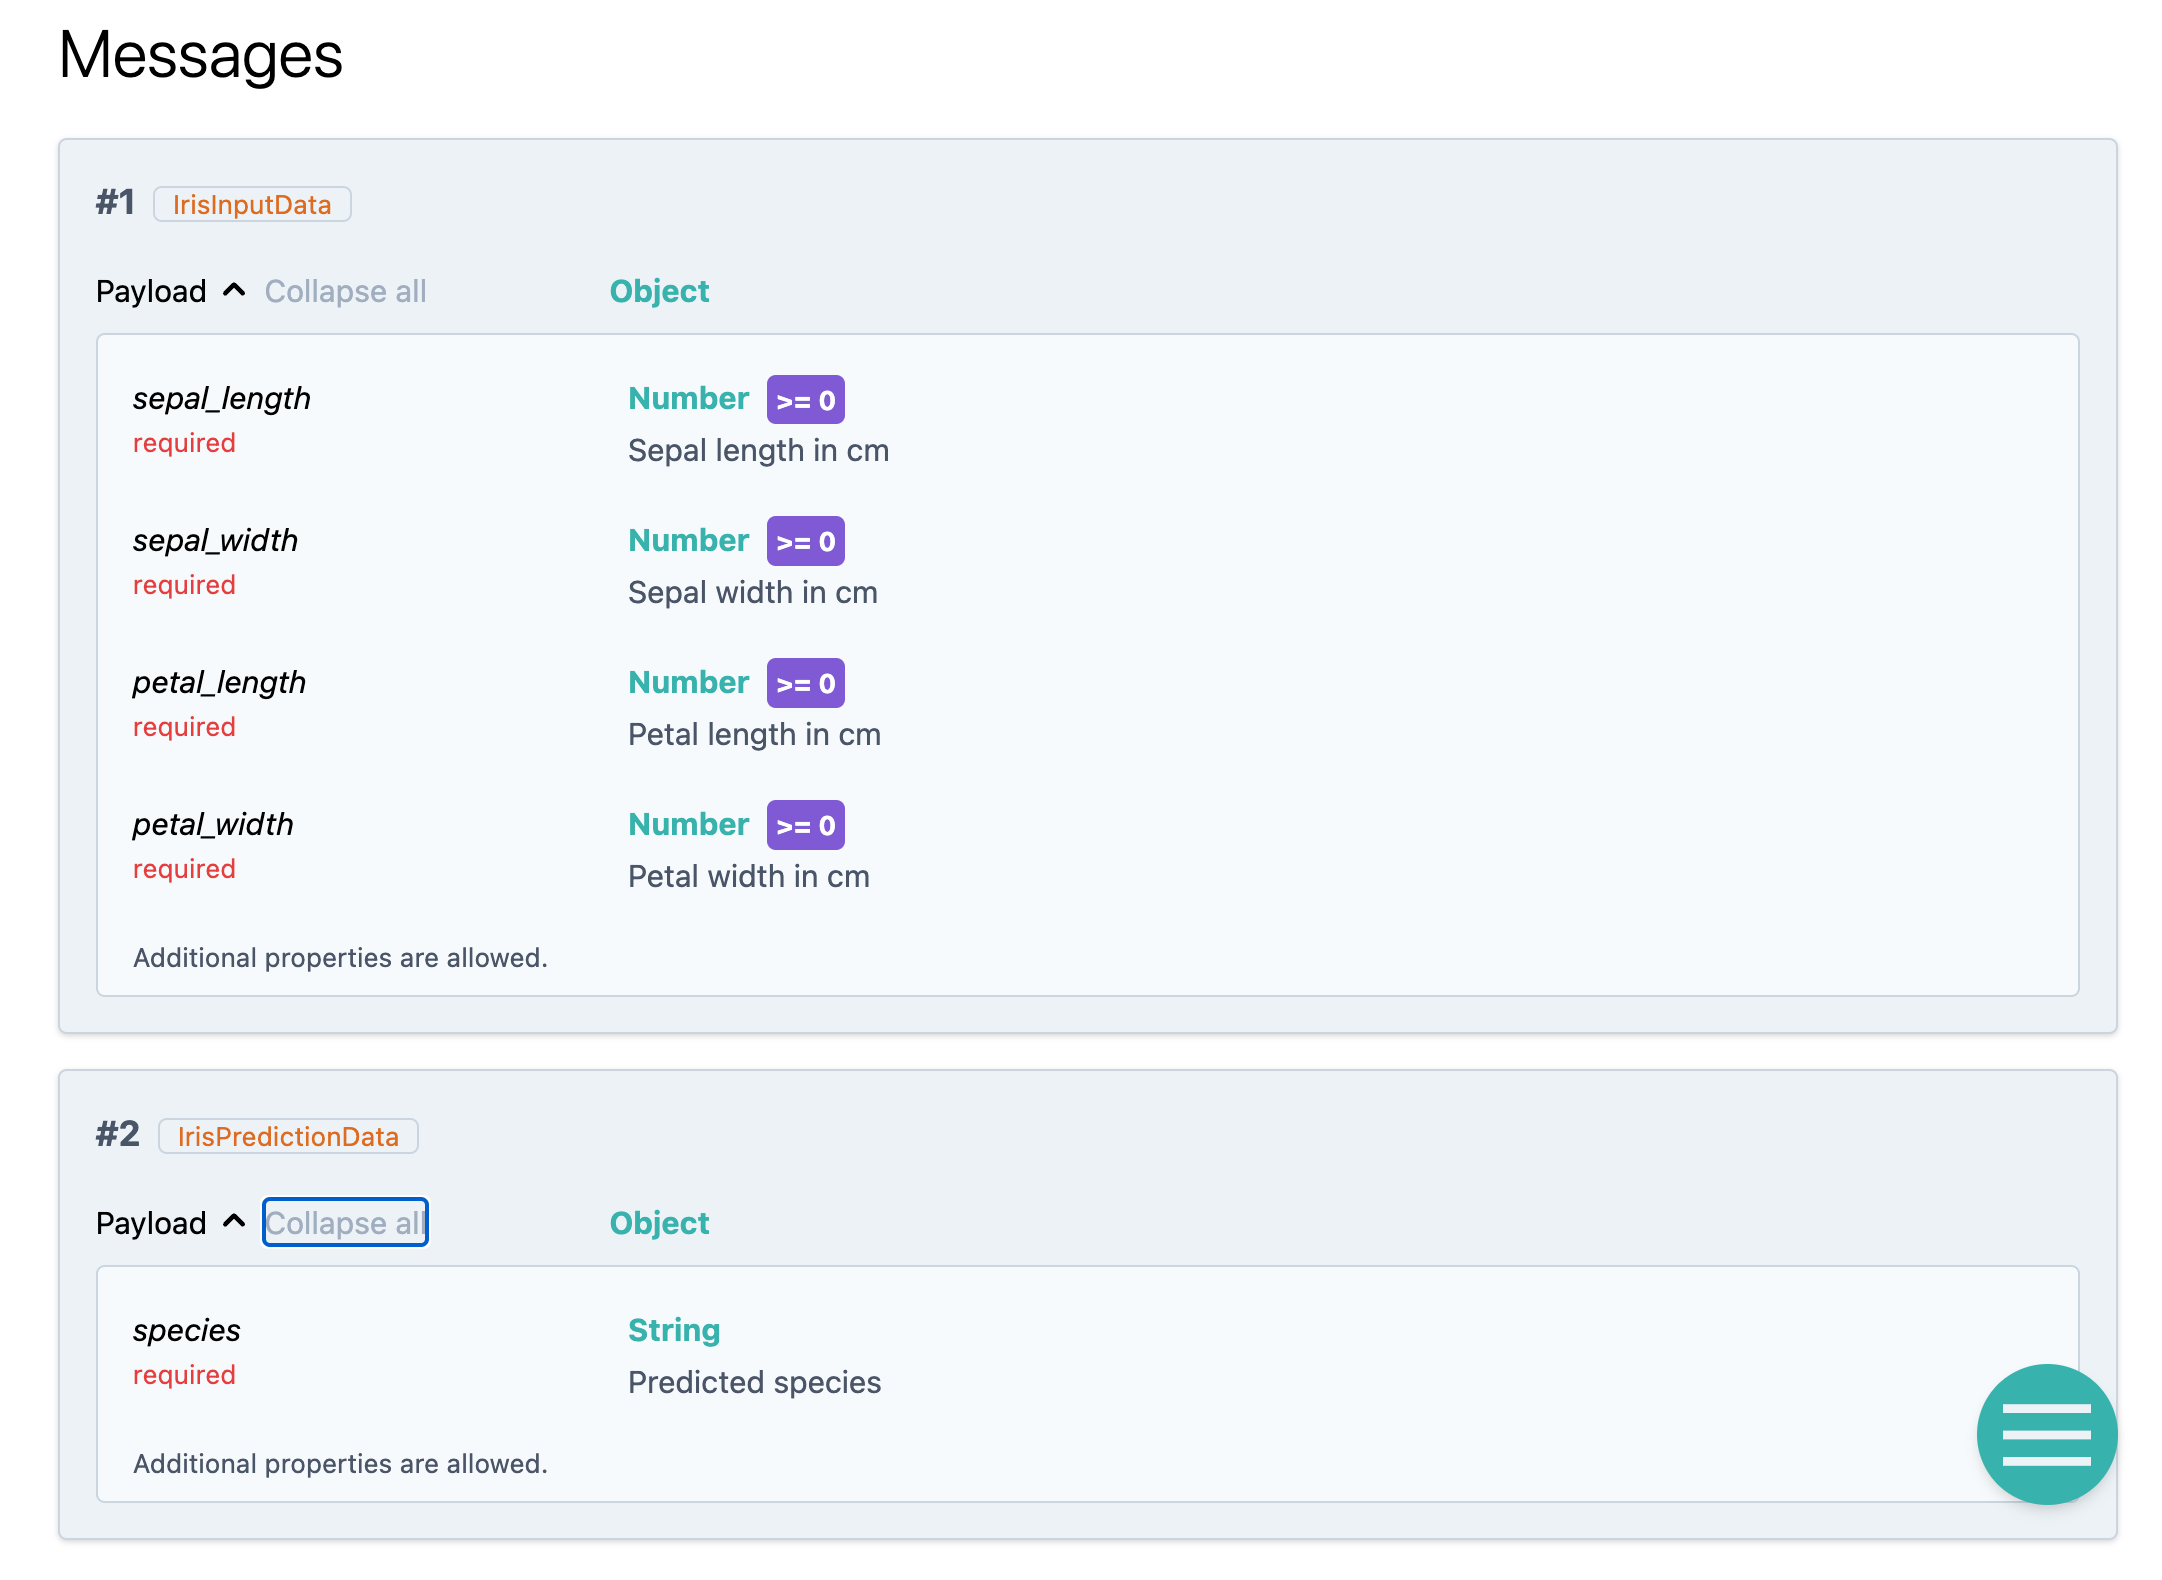 Messages
#1 IrisInputData
Payload Collapse all Object
sepal_length Number >= 0
required Sepal length in cm
sepal_width Number >= 0
required Sepal width in cm
petal_length Number >= 0
required Petal length in cm
petal_width Number >= 0
required Petal width in cm
Additional properties are allowed.
#2 IrisPredictionData
Payload Collapse all Object
species String
required Predicted species
Additional properties are allowed.